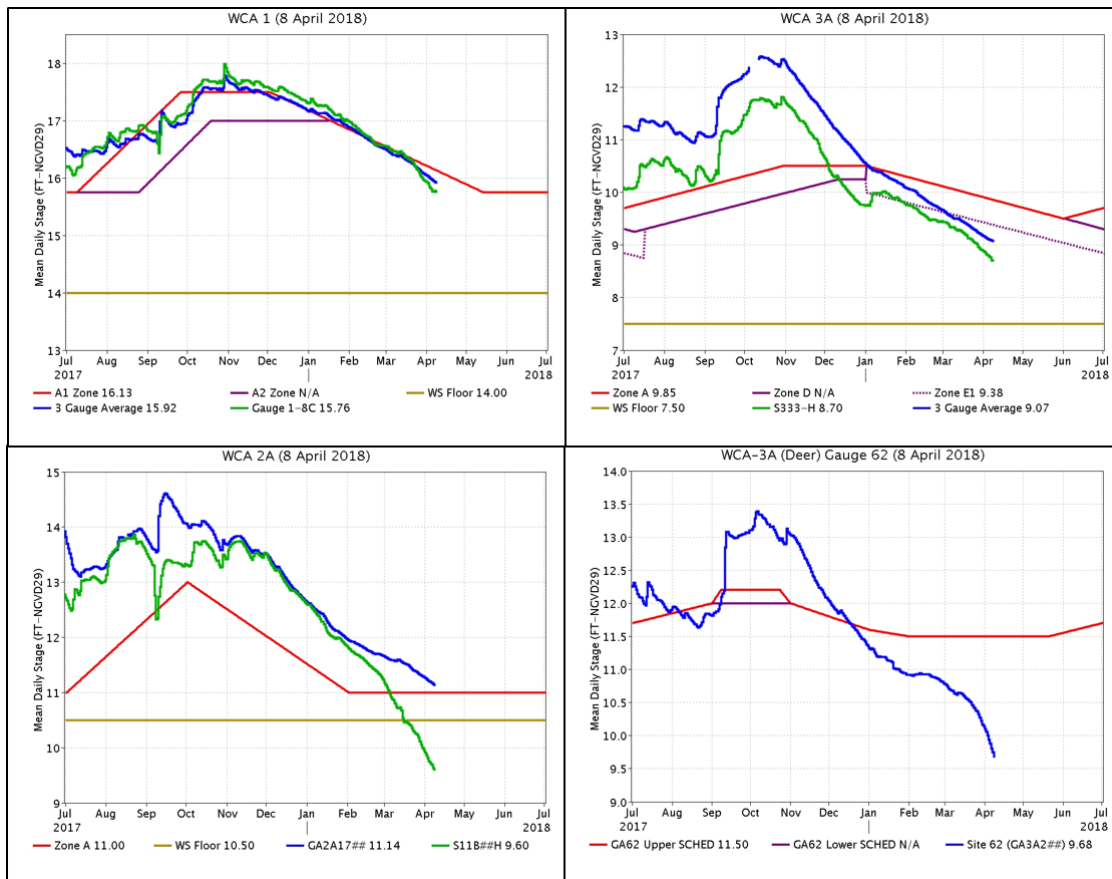 WCA 1 (8 April 2018)
Mean Daily Stage (FT-NGVD29)
18
17
16
15
14
13
Jul Aug Sep Oct Nov Dec Jan Feb Mar Apr May Jun Jul
2017 2018
A1 Zone 16.13 A2 Zone N/A WS Floor 14.00
3 Gauge Average 15.92 Gauge 1-8C 15.76
WCA 3A (8 April 2018)
Mean Daily Stage (FT-NGVD29)
13
12
11
10
9
8
7
Jul Aug Sep Oct Nov Dec Jan Feb Mar Apr May Jun Jul
2017 2018
Zone A 9.85 Zone D N/A Zone E1 9.38
WS Floor 7.50 S333-H 8.70 3 Gauge Average 9.07
WCA 2A (8 April 2018)
Mean Daily Stage (FT-NGVD29)
15
14
13
12
11
10
9
Jul Aug Sep Oct Nov Dec Jan Feb Mar Apr May Jun Jul
2017 2018
Zone A 11.00 WS Floor 10.50 GA2A17## 11.14 S11B##H 9.60
WCA-3A (Deer) Gauge 62 (8 April 2018)
Mean Daily Stage (FT-NGVD29)
14.0
13.5
13.0
12.5
12.0
11.5
11.0
10.5
10.0
9.5
9.0
Jul Aug Sep Oct Nov Dec Jan Feb Mar Apr May Jun Jul
2017 2018
GA62 Upper SCHED 11.50 GA62 Lower SCHED N/A Site 62 (GA3A2##) 9.68